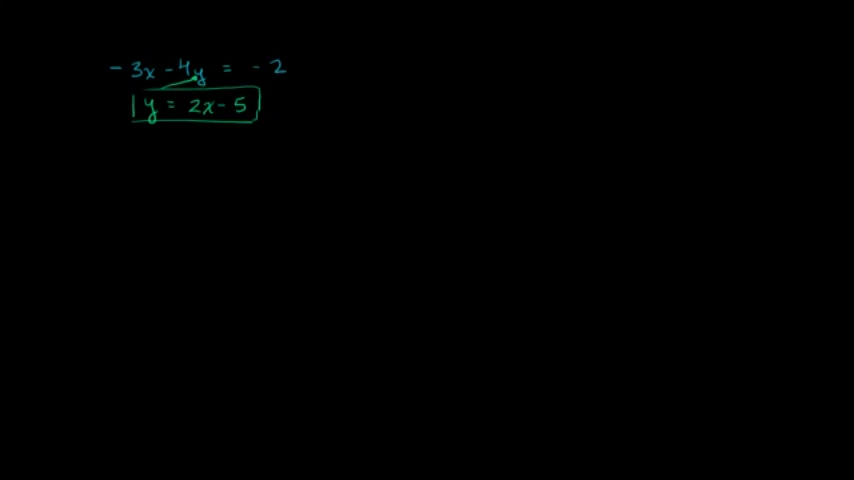 -3x-4y = -2
y = 2x-5